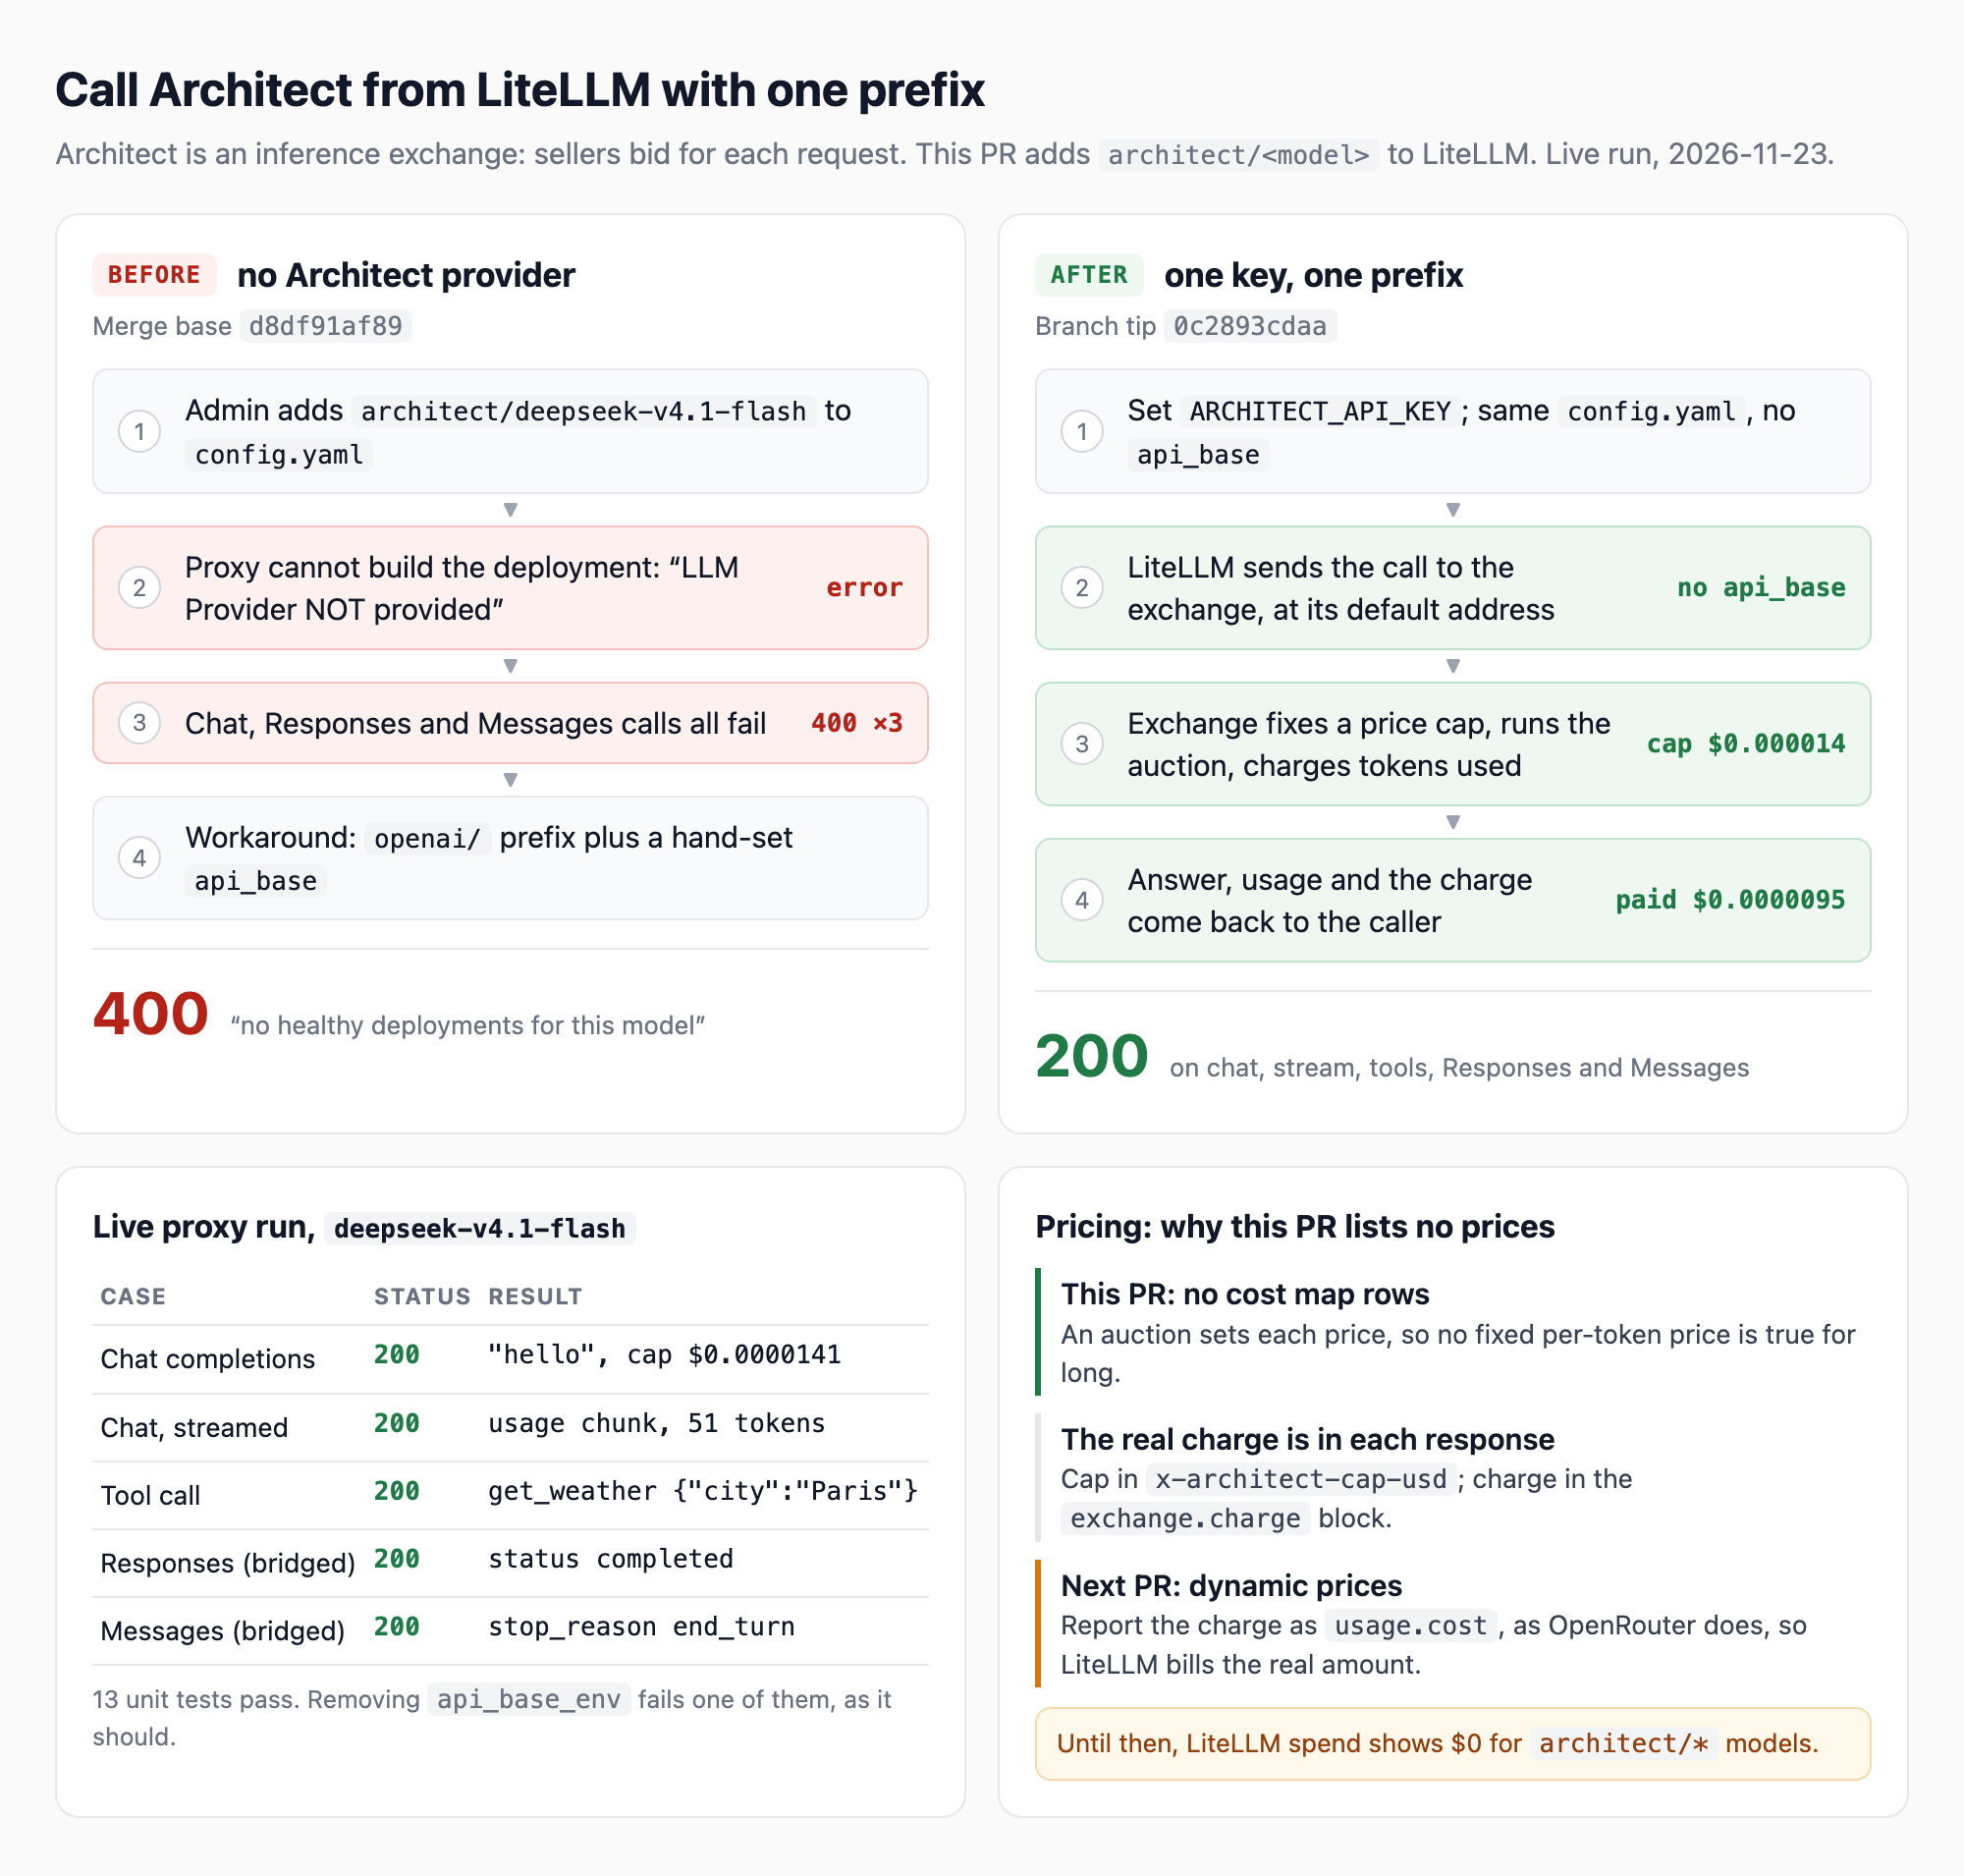 Call Architect from LiteLLM with one prefix
Architect is an inference exchange: sellers bid for each request. This PR adds architect/<model> to LiteLLM. Live run, 2026-11-23.
BEFORE no Architect provider
Merge base d8df91af89
1 Admin adds architect/deepseek-v4.1-flash to
config.yaml
▼
2 Proxy cannot build the deployment: “LLM
Provider NOT provided”
error
▼
3 Chat, Responses and Messages calls all fail 400 ×3
▼
4 Workaround: openai/ prefix plus a hand-set
api_base
400 “no healthy deployments for this model”
AFTER one key, one prefix
Branch tip 0c2893cdaa
1 Set ARCHITECT_API_KEY; same config.yaml, no
api_base
▼
2 LiteLLM sends the call to the
exchange, at its default address
no api_base
▼
3 Exchange fixes a price cap, runs the
auction, charges tokens used
cap $0.000014
▼
4 Answer, usage and the charge
come back to the caller
paid $0.0000095
200 on chat, stream, tools, Responses and Messages
Live proxy run, deepseek-v4.1-flash
CASE STATUS RESULT
Chat completions 200 "hello", cap $0.0000141
Chat, streamed 200 usage chunk, 51 tokens
Tool call 200 get_weather {"city":"Paris"}
Responses (bridged) 200 status completed
Messages (bridged) 200 stop_reason end_turn
13 unit tests pass. Removing api_base_env fails one of them, as it
should.
Pricing: why this PR lists no prices
This PR: no cost map rows
An auction sets each price, so no fixed per-token price is true for
long.
The real charge is in each response
Cap in x-architect-cap-usd; charge in the
exchange.charge block.
Next PR: dynamic prices
Report the charge as usage.cost, as OpenRouter does, so
LiteLLM bills the real amount.
Until then, LiteLLM spend shows $0 for architect/* models.